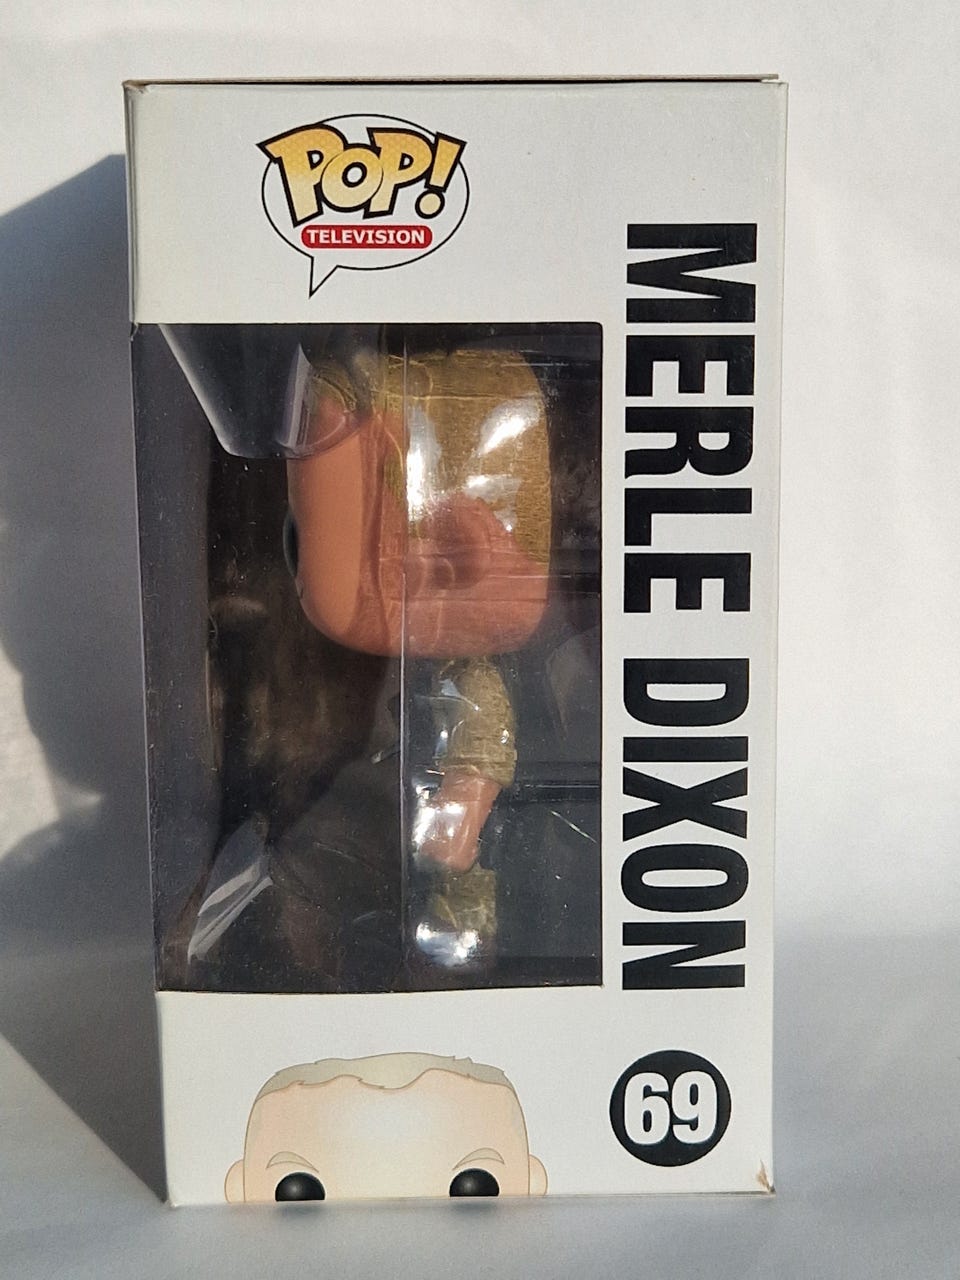 POP!
TELEVISION
MERLE DIXON
69